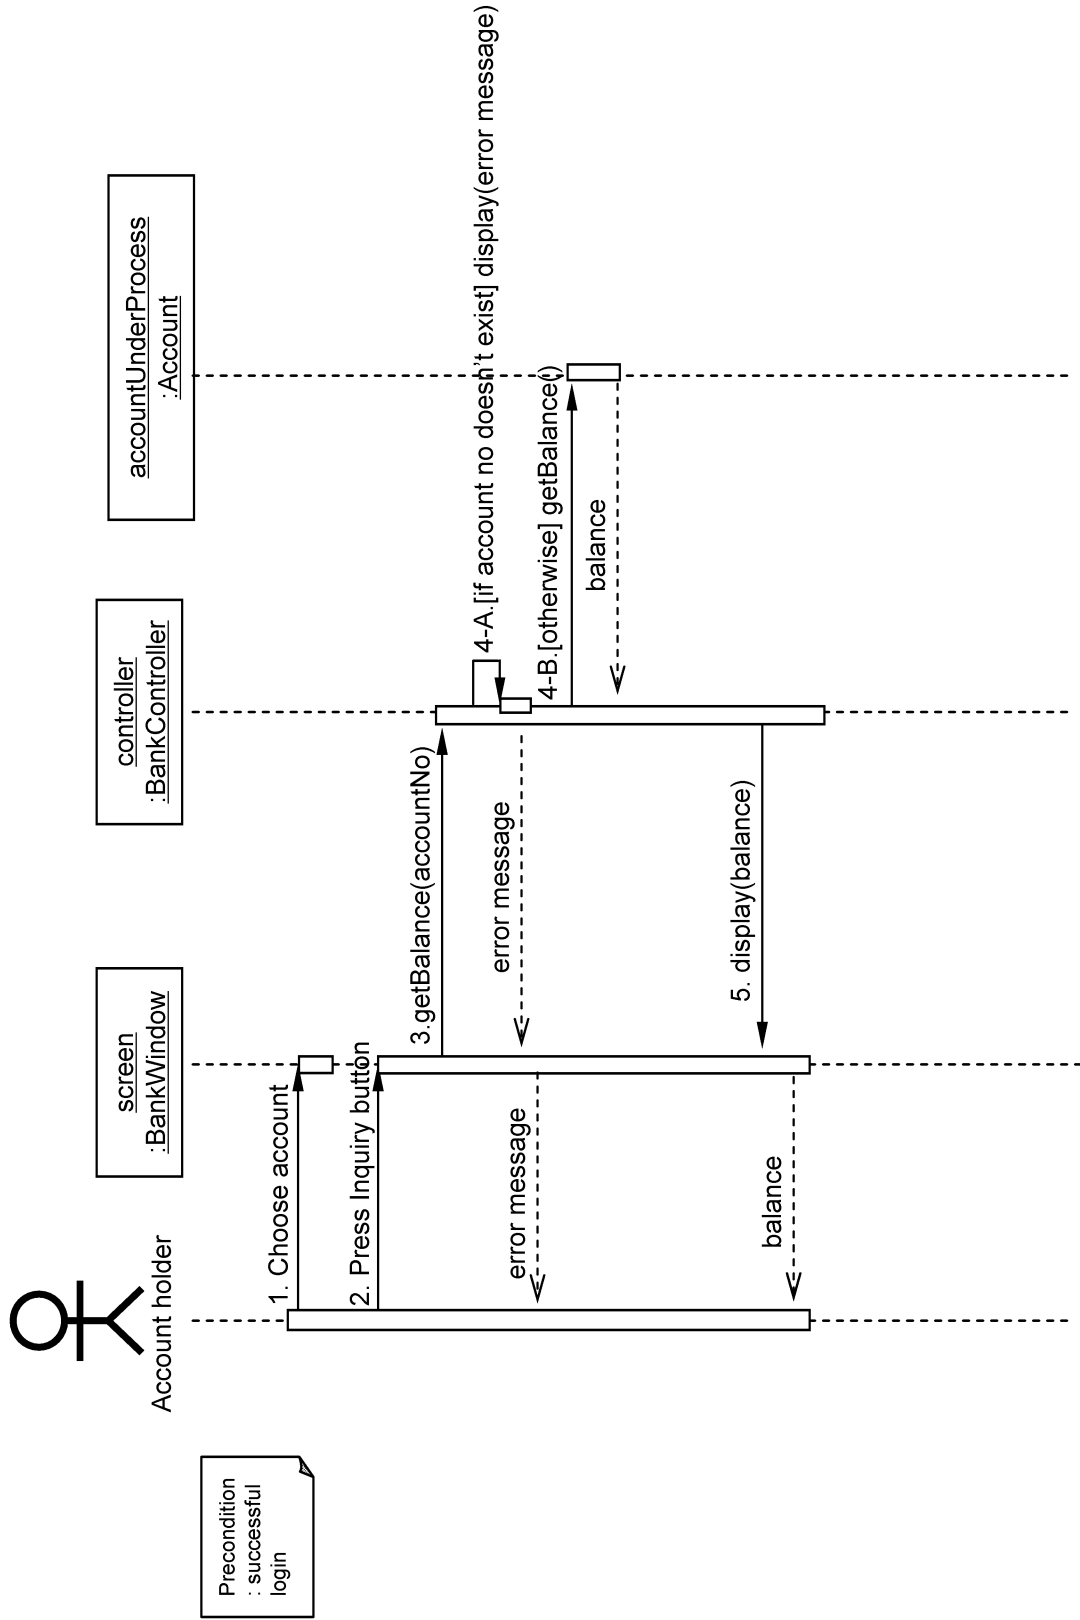 Precondition
: successful
login
Account holder
screen
:BankWindow
controller
:BankController
accountUnderProcess
:Account
1. Choose account
2. Press Inquiry button
3.getBalance(accountNo)
4-A.[if account no doesn't exist] display(error message)
error message
error message
4-B.[otherwise] getBalance()
balance
5. display(balance)
balance